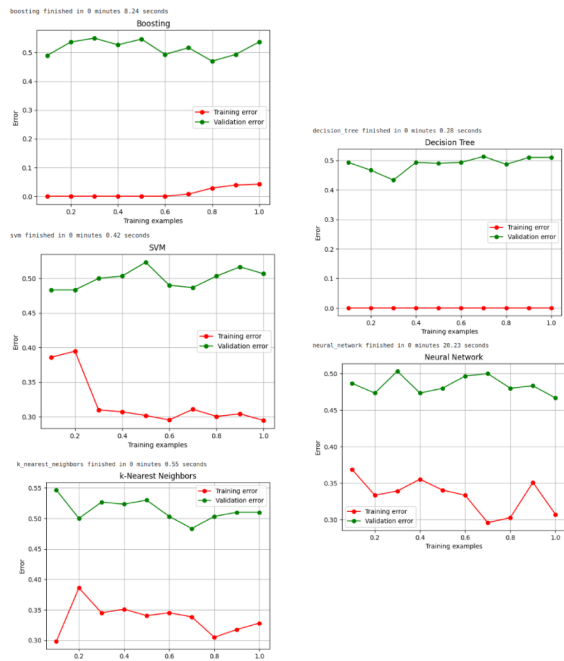 boosting finished in 0 minutes 8.24 seconds
Boosting
0.5
0.4
0.3
0.2
0.1
0.0
Error
Training error
Validation error
0.2 0.4 0.6 0.8 1.0
Training examples
svm finished in 0 minutes 0.42 seconds
SVM
0.50
0.45
0.40
0.35
0.30
Error
Training error
Validation error
0.2 0.4 0.6 0.8 1.0
Training examples
k_nearest_neighbors finished in 0 minutes 0.55 seconds
k-Nearest Neighbors
0.55
0.50
0.45
0.40
0.35
0.30
Error
Training error
Validation error
0.2 0.4 0.6 0.8 1.0
Training examples
decision_tree finished in 0 minutes 0.28 seconds
Decision Tree
0.5
0.4
0.3
0.2
0.1
0.0
Error
Training error
Validation error
0.2 0.4 0.6 0.8 1.0
Training examples
neural_network finished in 0 minutes 20.23 seconds
Neural Network
0.50
0.45
0.40
0.35
0.30
Error
Training error
Validation error
0.2 0.4 0.6 0.8 1.0
Training examples